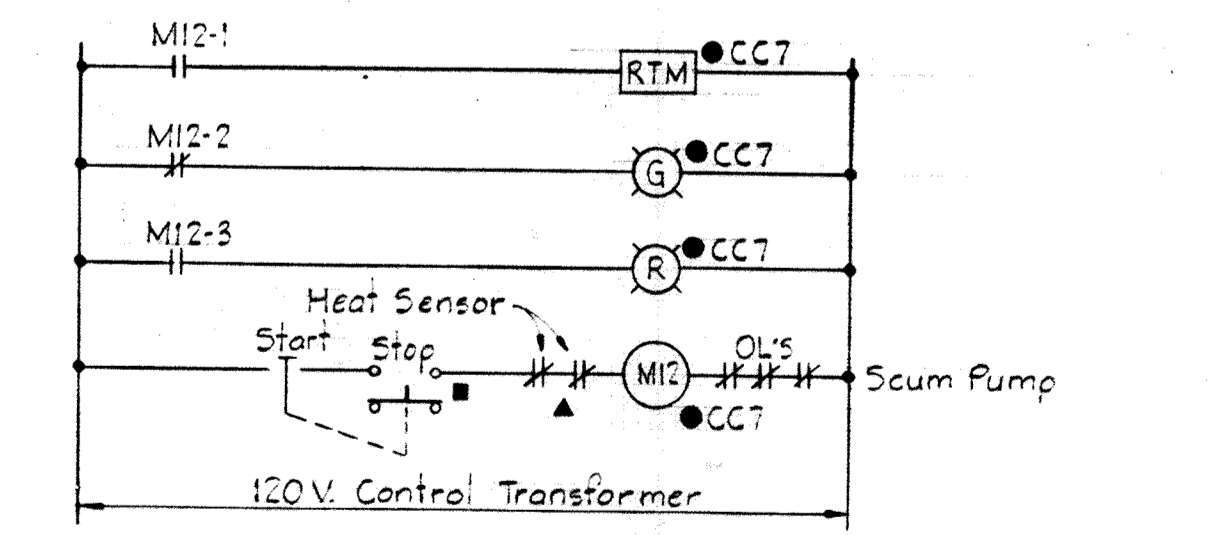 M12-1
RTM CC7
M12-2
G CC7
M12-3
R CC7
Heat Sensor
Start Stop OL'S
M12 Scum Pump
CC7
120 V. Control Transformer